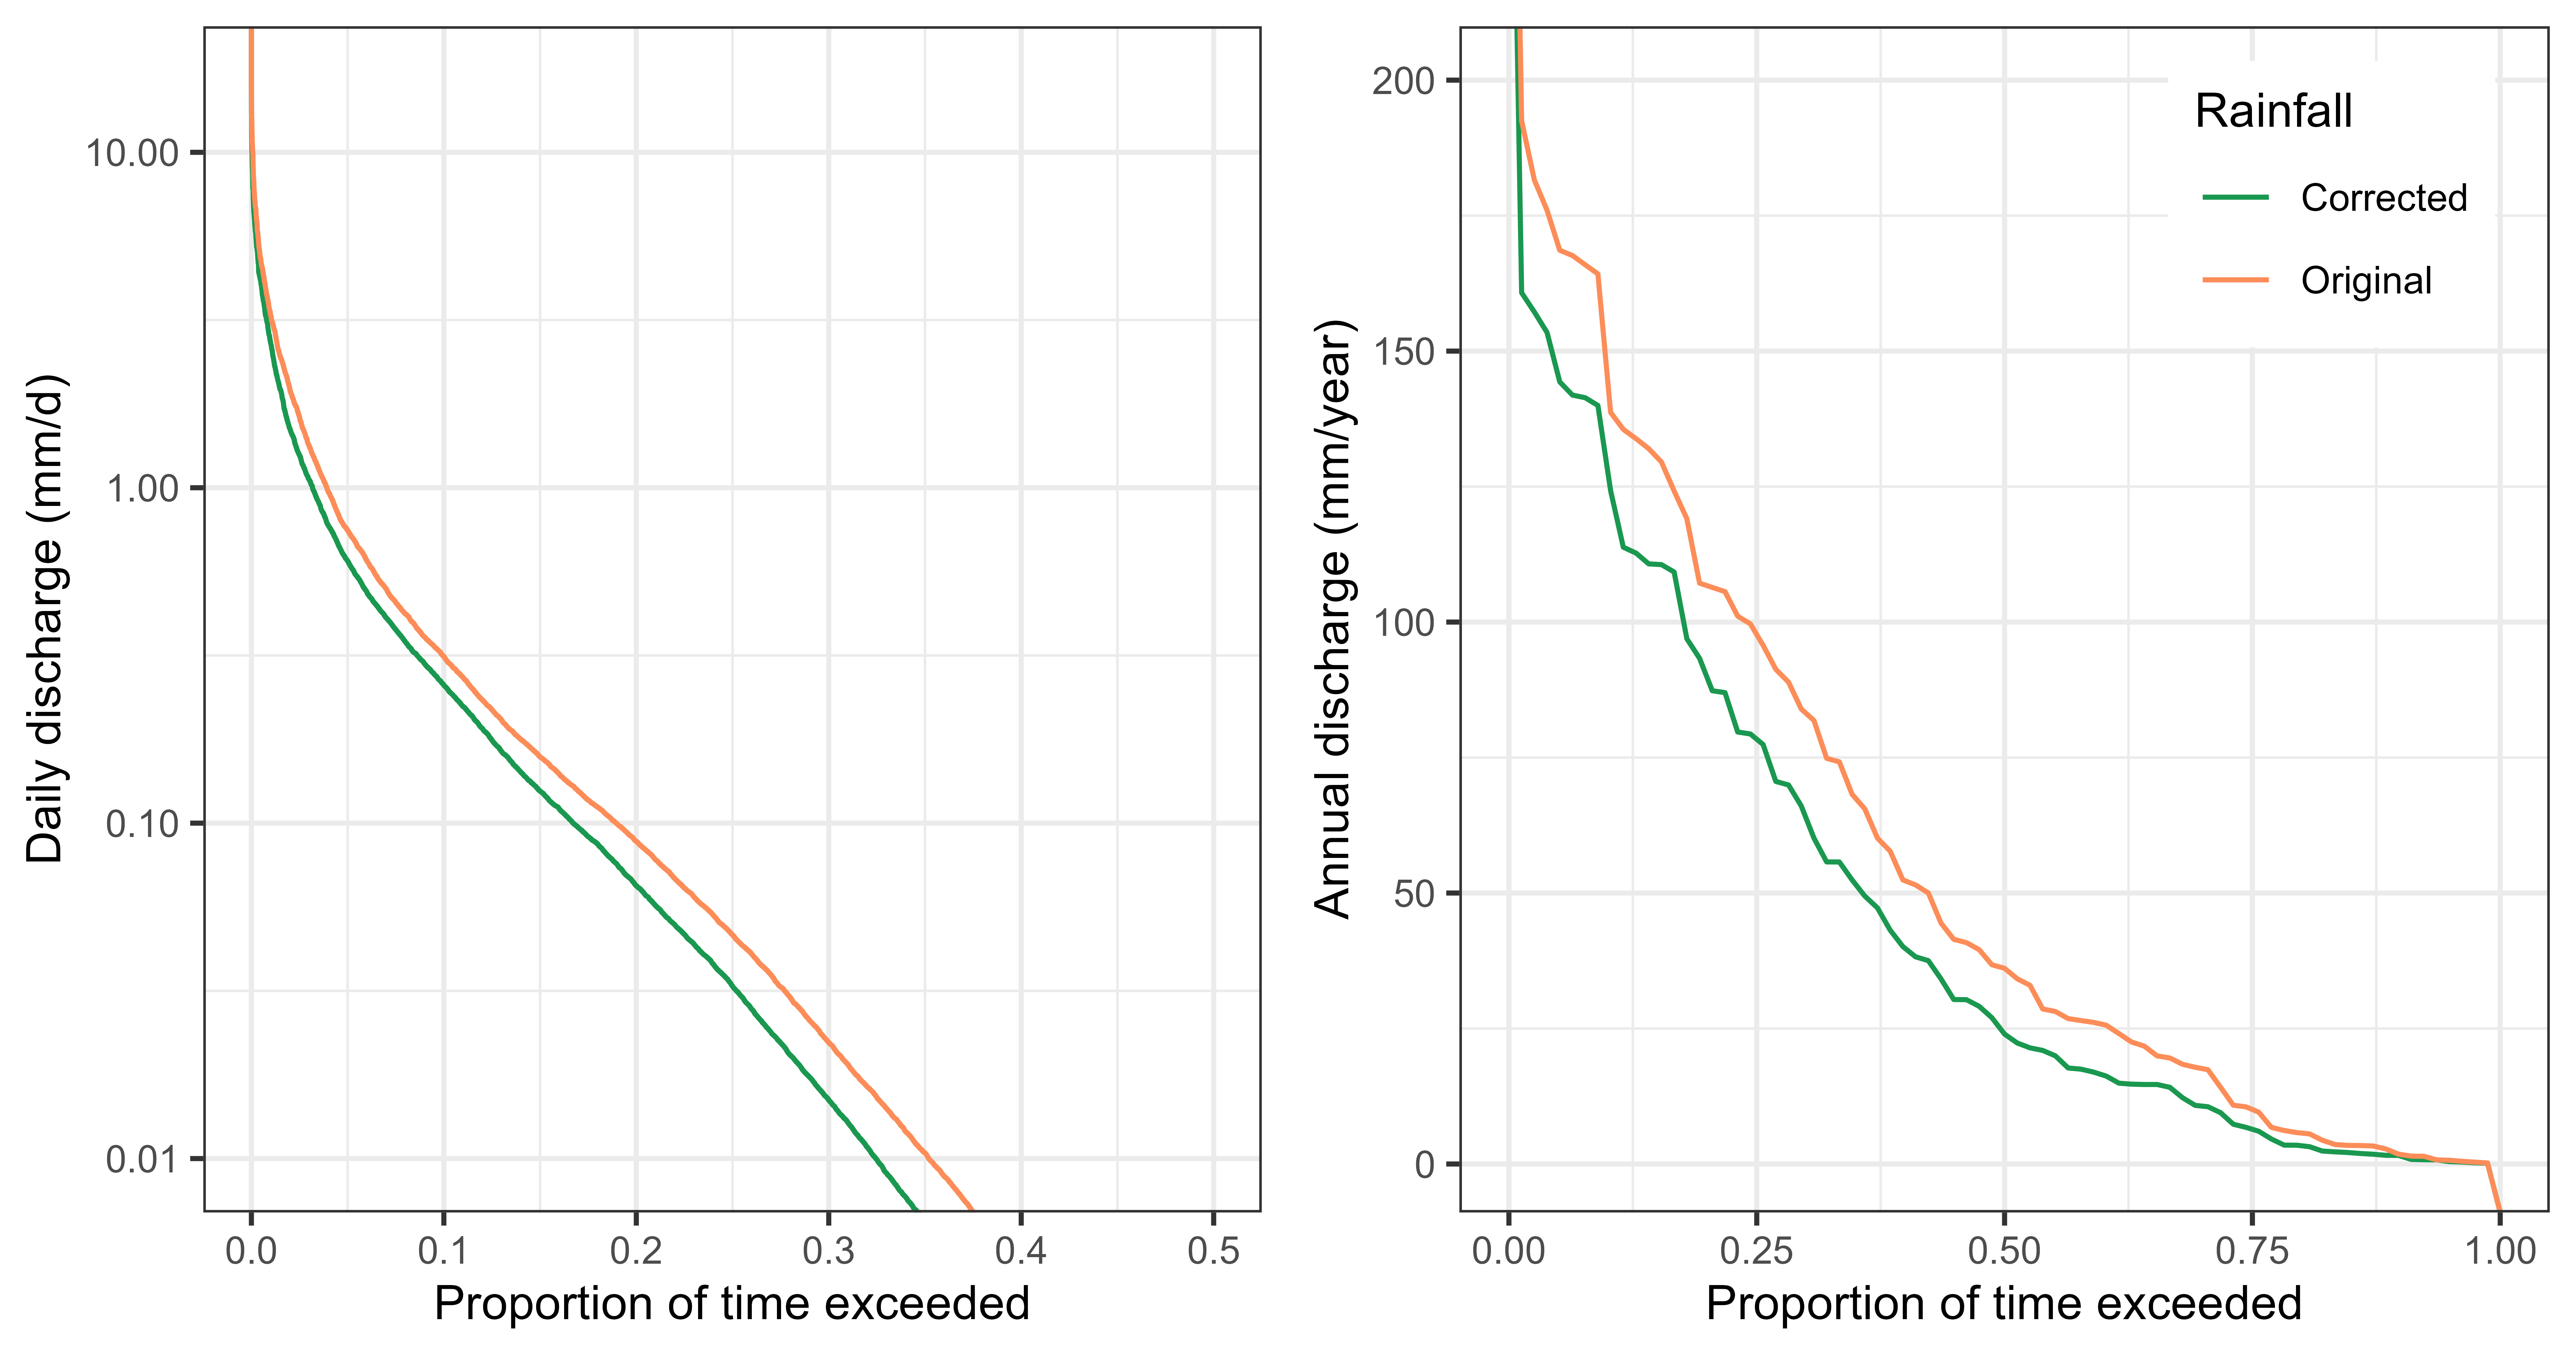 Daily discharge (mm/d)
10.00
1.00
0.10
0.01
0.0
0.1
0.2
0.3
0.4
0.5
Proportion of time exceeded
Annual discharge (mm/year)
200
150
100
50
0
0.00
0.25
0.50
0.75
1.00
Proportion of time exceeded
Rainfall
Corrected
Original